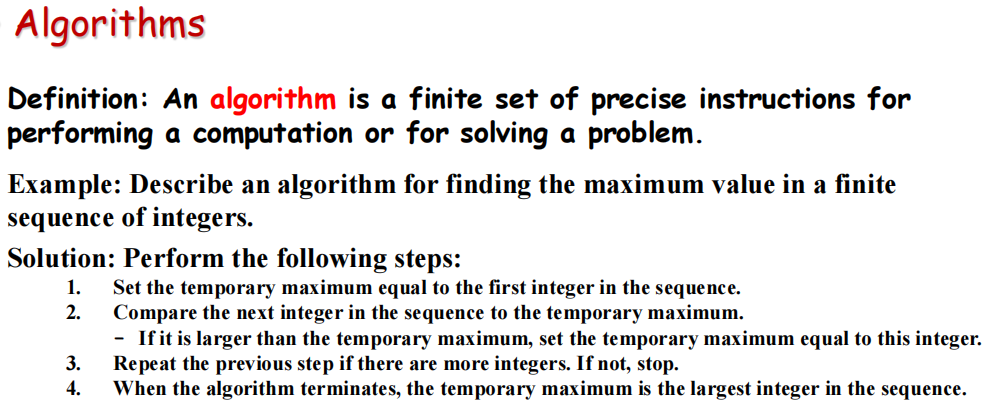 Algorithms
Definition: An algorithm is a finite set of precise instructions for
performing a computation or for solving a problem.
Example: Describe an algorithm for finding the maximum value in a finite
sequence of integers.
Solution: Perform the following steps:
1. Set the temporary maximum equal to the first integer in the sequence.
2. Compare the next integer in the sequence to the temporary maximum.
– If it is larger than the temporary maximum, set the temporary maximum equal to this integer.
3. Repeat the previous step if there are more integers. If not, stop.
4. When the algorithm terminates, the temporary maximum is the largest integer in the sequence.